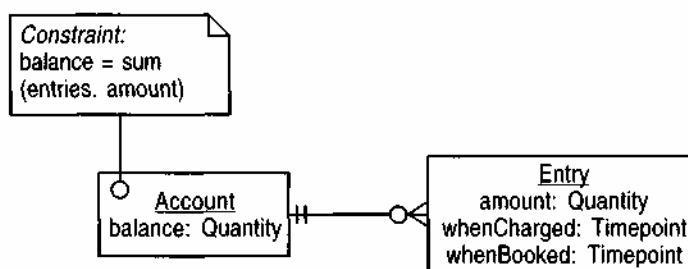 Constraint:
balance = sum
(entries. amount)
Account
balance: Quantity
Entry
amount: Quantity
whenCharged: Timepoint
whenBooked: Timepoint